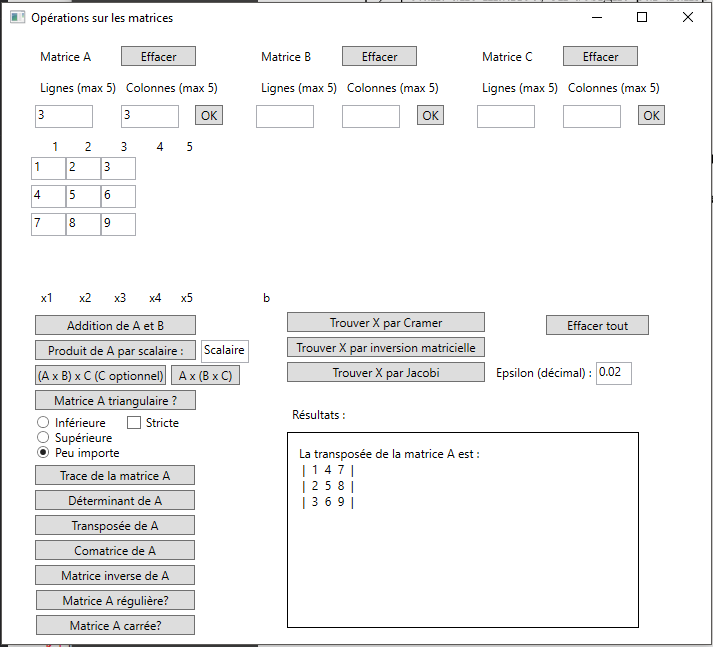 Opérations sur les matrices
Matrice A Effacer Matrice B Effacer Matrice C Effacer
Lignes (max 5) Colonnes (max 5) Lignes (max 5) Colonnes (max 5) Lignes (max 5) Colonnes (max 5)
3 3 OK OK OK
1 2 3 4 5
1 2 3
4 5 6
7 8 9
x1 x2 x3 x4 x5 b
Addition de A et B Trouver X par Cramer Effacer tout
Produit de A par scalaire : Scalaire Trouver X par inversion matricielle
(A x B) x C (C optionnel) A x (B x C) Trouver X par Jacobi Epsilon (décimal) : 0.02
Matrice A triangulaire ?
Inférieure Stricte
Supérieure
Peu importe
Résultats :
La transposée de la matrice A est :
| 1 4 7 |
| 2 5 8 |
| 3 6 9 |
Trace de la matrice A
Déterminant de A
Transposée de A
Comatrice de A
Matrice inverse de A
Matrice A régulière?
Matrice A carrée?